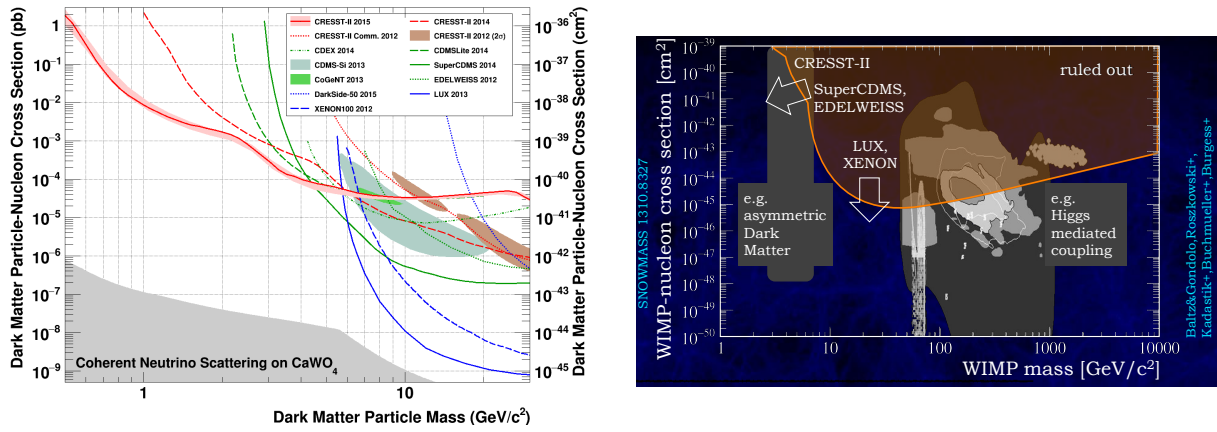 Dark Matter Particle-Nucleon Cross Section (pb)
1
10⁻¹
10⁻²
10⁻³
10⁻⁴
10⁻⁵
10⁻⁶
10⁻⁷
10⁻⁸
10⁻⁹
CRESST-II 2015
CRESST-II Comm. 2012
CDEX 2014
CDMS-Si 2013
CoGeNT 2013
DarkSide-50 2015
XENON100 2012
CRESST-II 2014
CRESST-II 2012 (2σ)
CDMSLite 2014
SuperCDMS 2014
EDELWEISS 2012
LUX 2013
Coherent Neutrino Scattering on CaWO₄
1
10
Dark Matter Particle Mass (GeV/c²)
10⁻³⁶
10⁻³⁷
10⁻³⁸
10⁻³⁹
10⁻⁴⁰
10⁻⁴¹
10⁻⁴²
10⁻⁴³
10⁻⁴⁴
10⁻⁴⁵
Dark Matter Particle-Nucleon Cross Section (cm²)
SNOWMASS 1310.8327
WIMP-nucleon cross section [cm²]
10⁻³⁹
10⁻⁴⁰
10⁻⁴¹
10⁻⁴²
10⁻⁴³
10⁻⁴⁴
10⁻⁴⁵
10⁻⁴⁶
10⁻⁴⁷
10⁻⁴⁸
10⁻⁴⁹
10⁻⁵⁰
CRESST-II
ruled out
SuperCDMS,
EDELWEISS
LUX,
XENON
e.g.
asymmetric
Dark
Matter
e.g.
Higgs
mediated
coupling
1
10
100
1000
10000
WIMP mass [GeV/c²]
Baltz&Gondolo,Roszkowski+,
Kadastik+,Buchmueller+,Burgess+